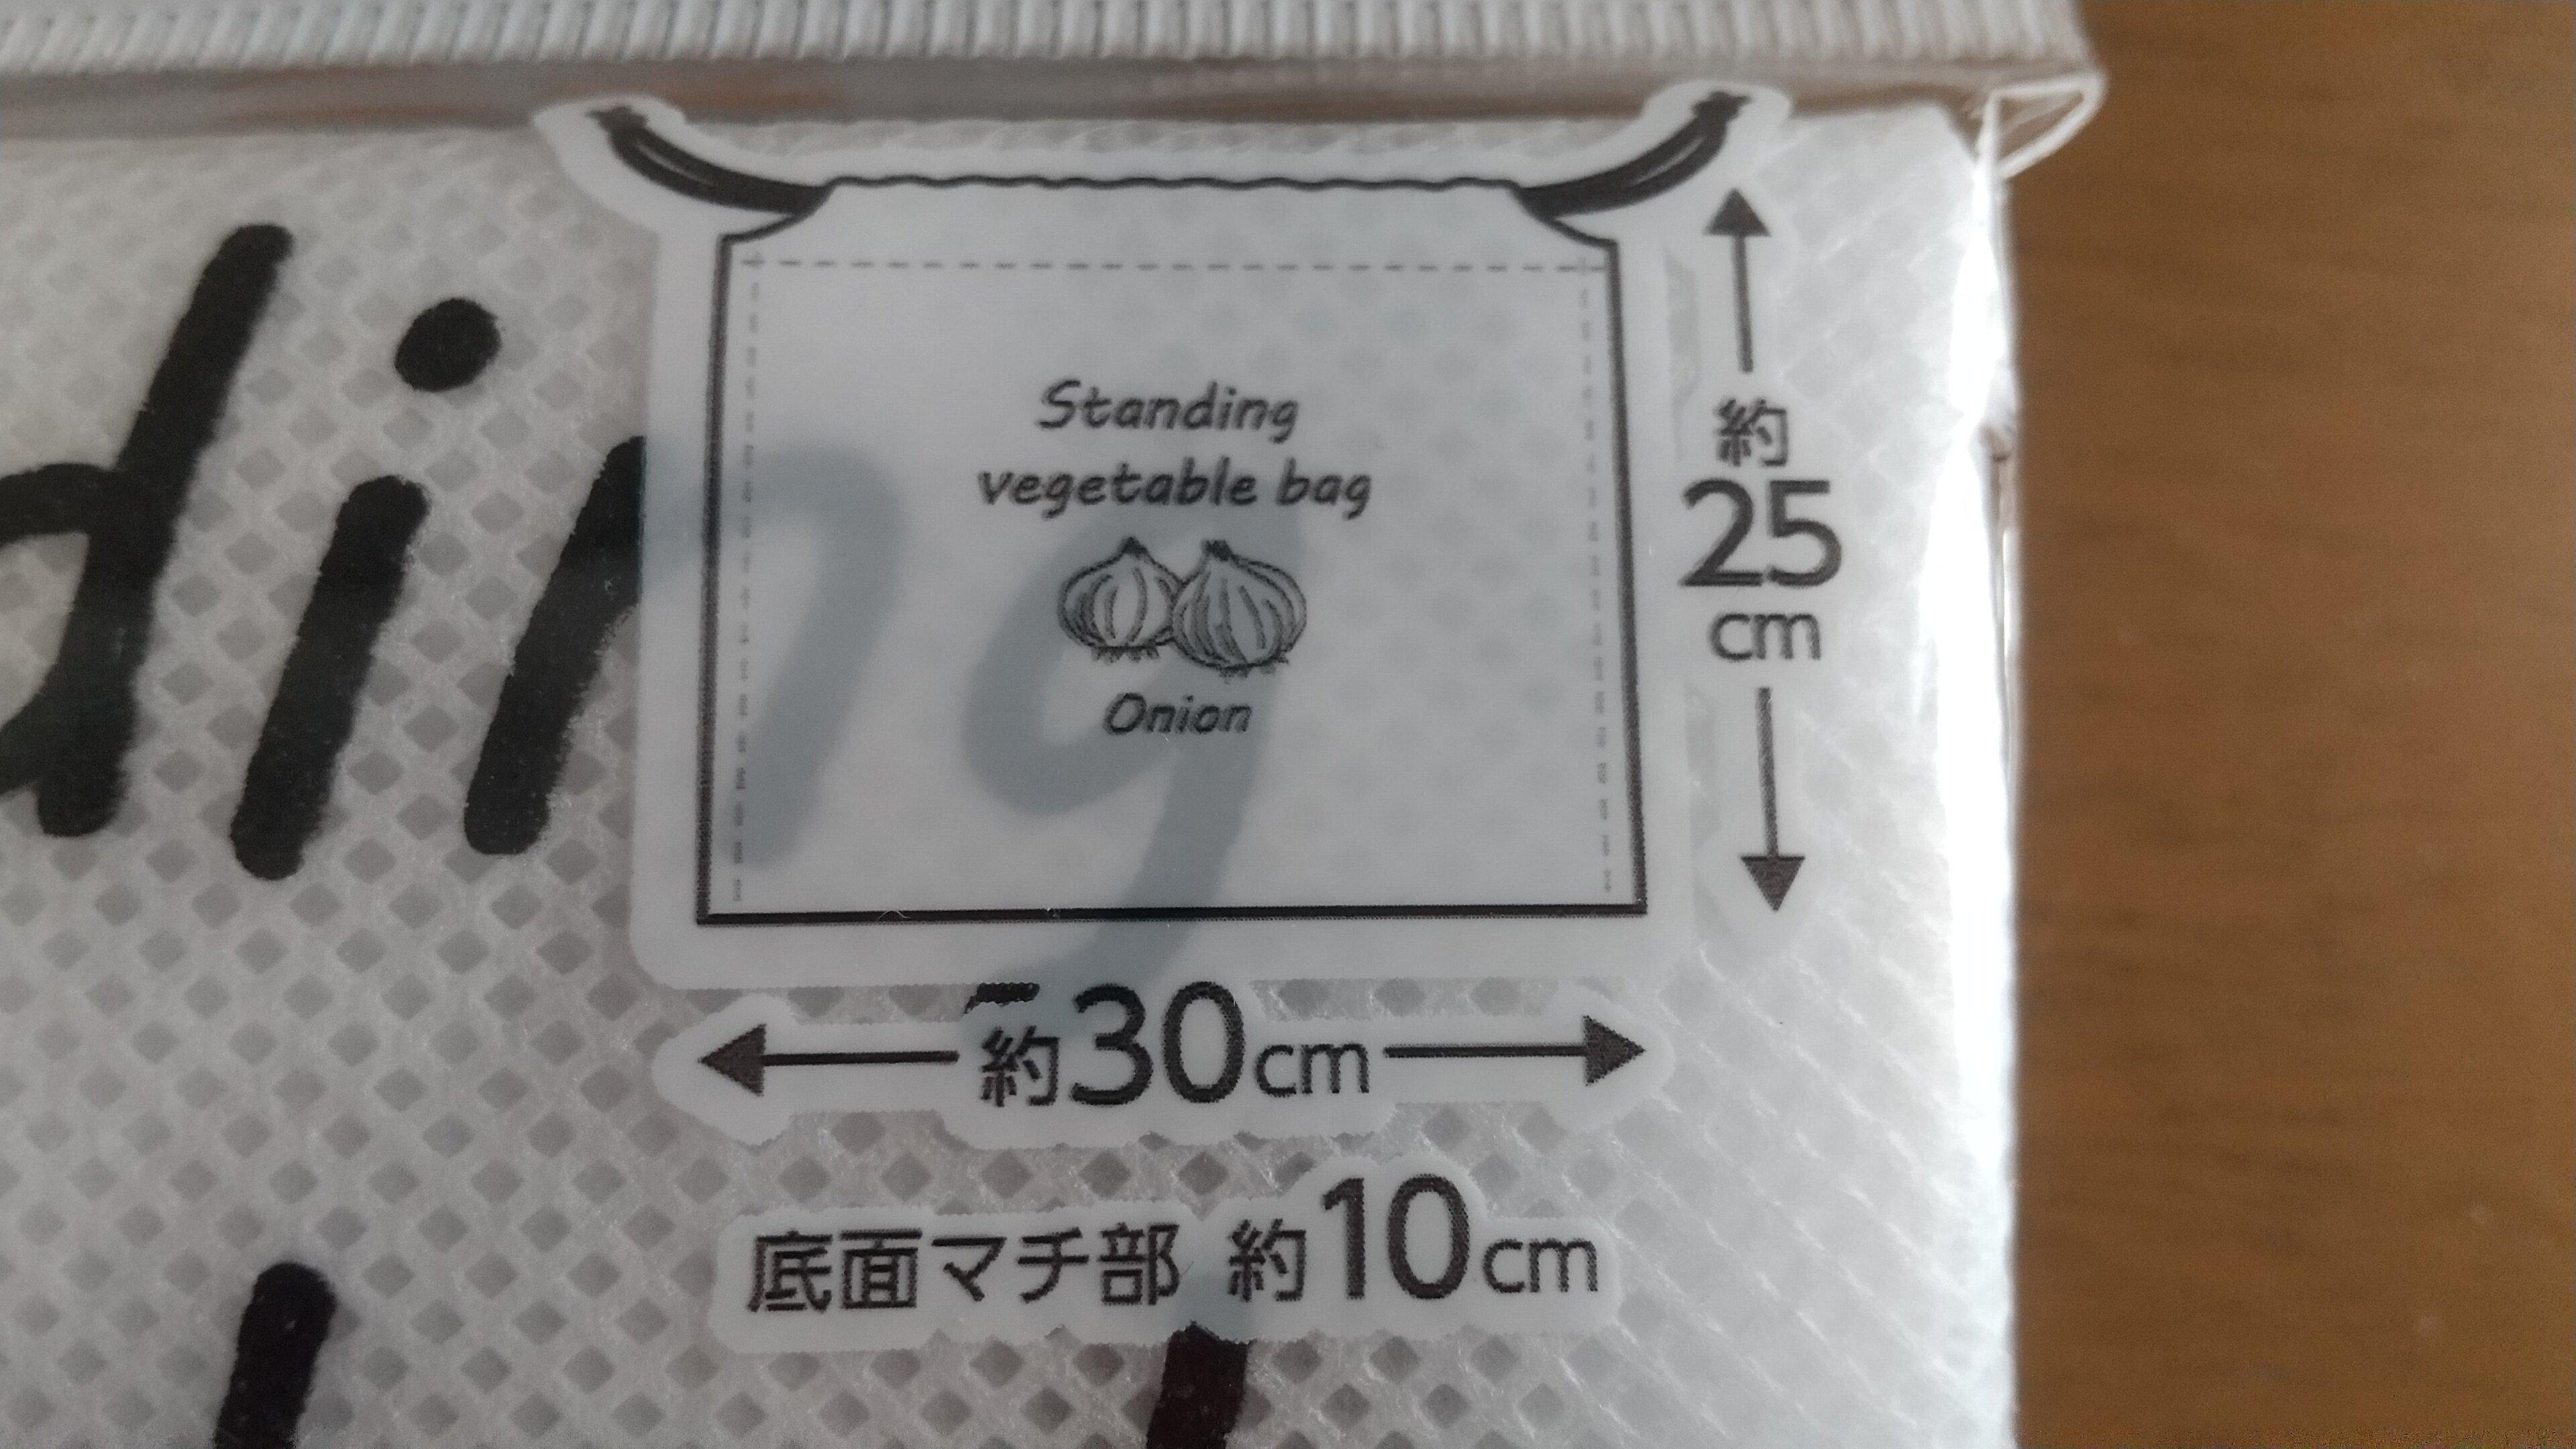 ding
Standing
vegetable bag
Onion
約
25
cm
約30cm
底面マチ部 約10cm